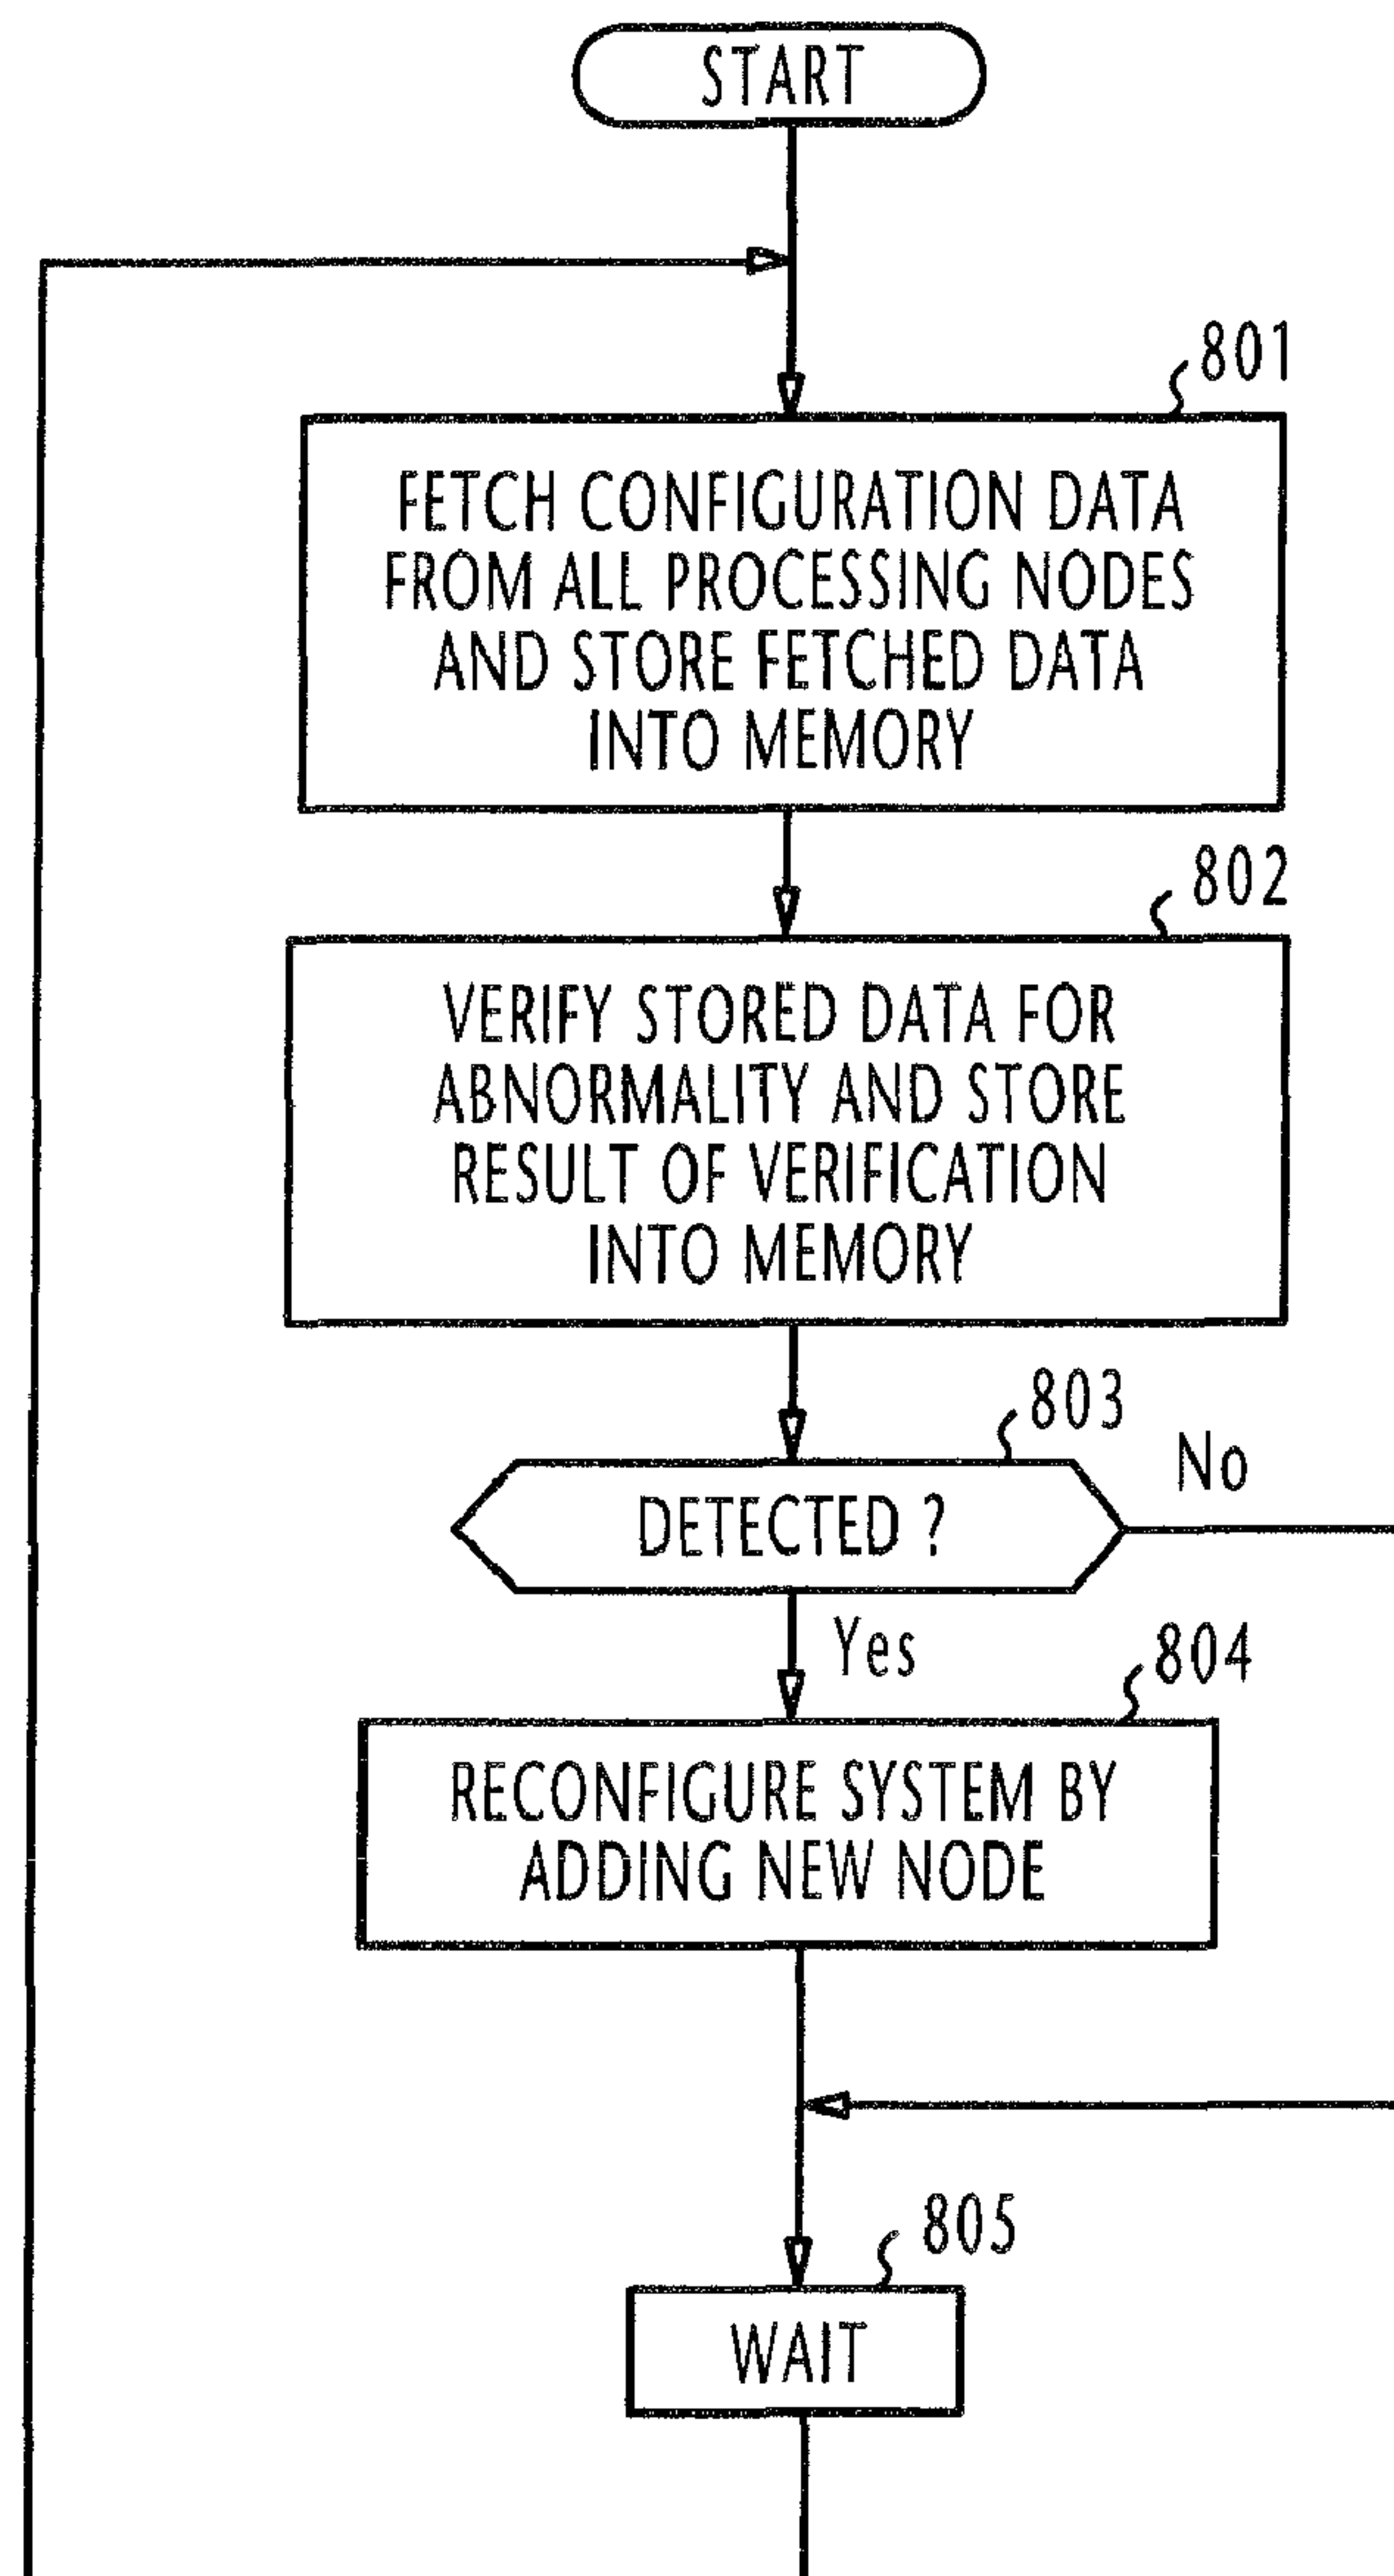 START
801
FETCH CONFIGURATION DATA
FROM ALL PROCESSING NODES
AND STORE FETCHED DATA
INTO MEMORY
802
VERIFY STORED DATA FOR
ABNORMALITY AND STORE
RESULT OF VERIFICATION
INTO MEMORY
803
DETECTED ?
No
Yes
804
RECONFIGURE SYSTEM BY
ADDING NEW NODE
805
WAIT